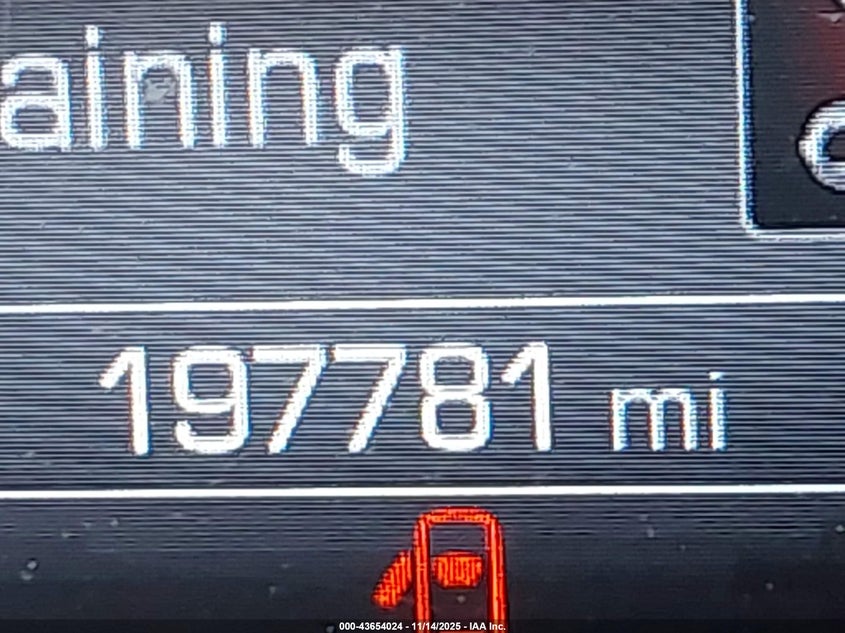 aining
197781 mi
000-43654024 - 11/14/2025 - IAA Inc.